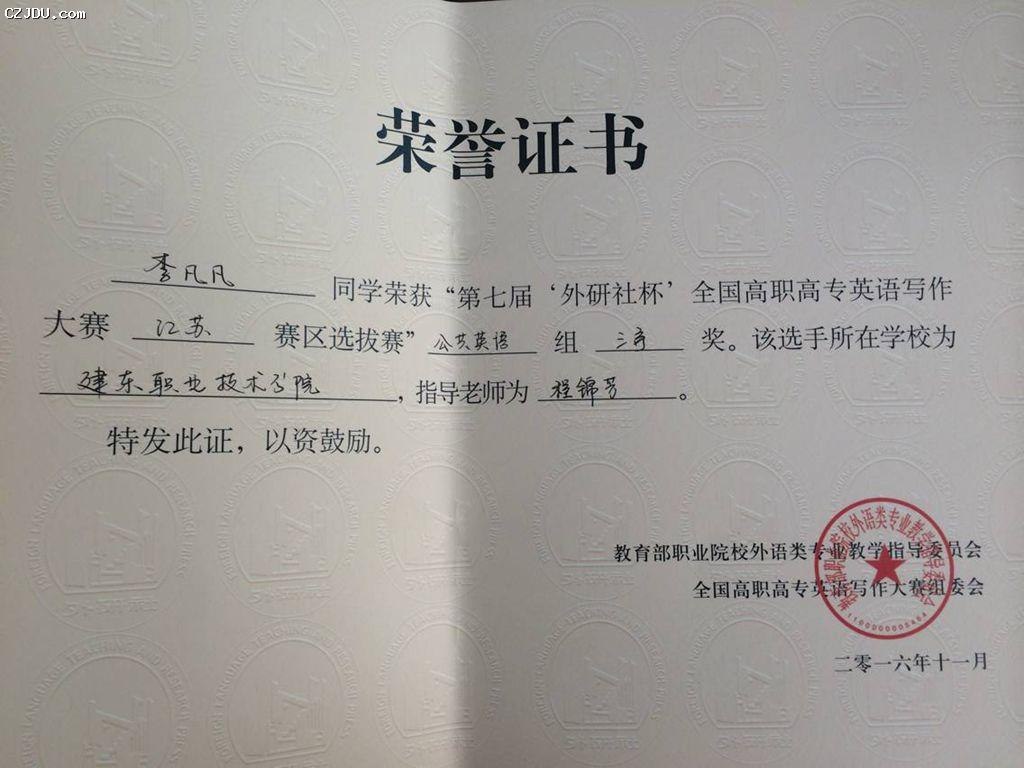 CZJDU.com
荣誉证书
李凡凡 同学荣获“第七届‘外研社杯’全国高职高专英语写作
大赛 江苏 赛区选拔赛”公共英语 组 三等 奖。该选手所在学校为
建东职业技术学院，指导老师为 程锦芳。
特发此证，以资鼓励。
教育部职业院校外语类专业教学指导委员会
全国高职高专英语写作大赛组委会
二零一六年十一月
FOREIGN LANGUAGE TEACHING AND RESEARCH PRESS